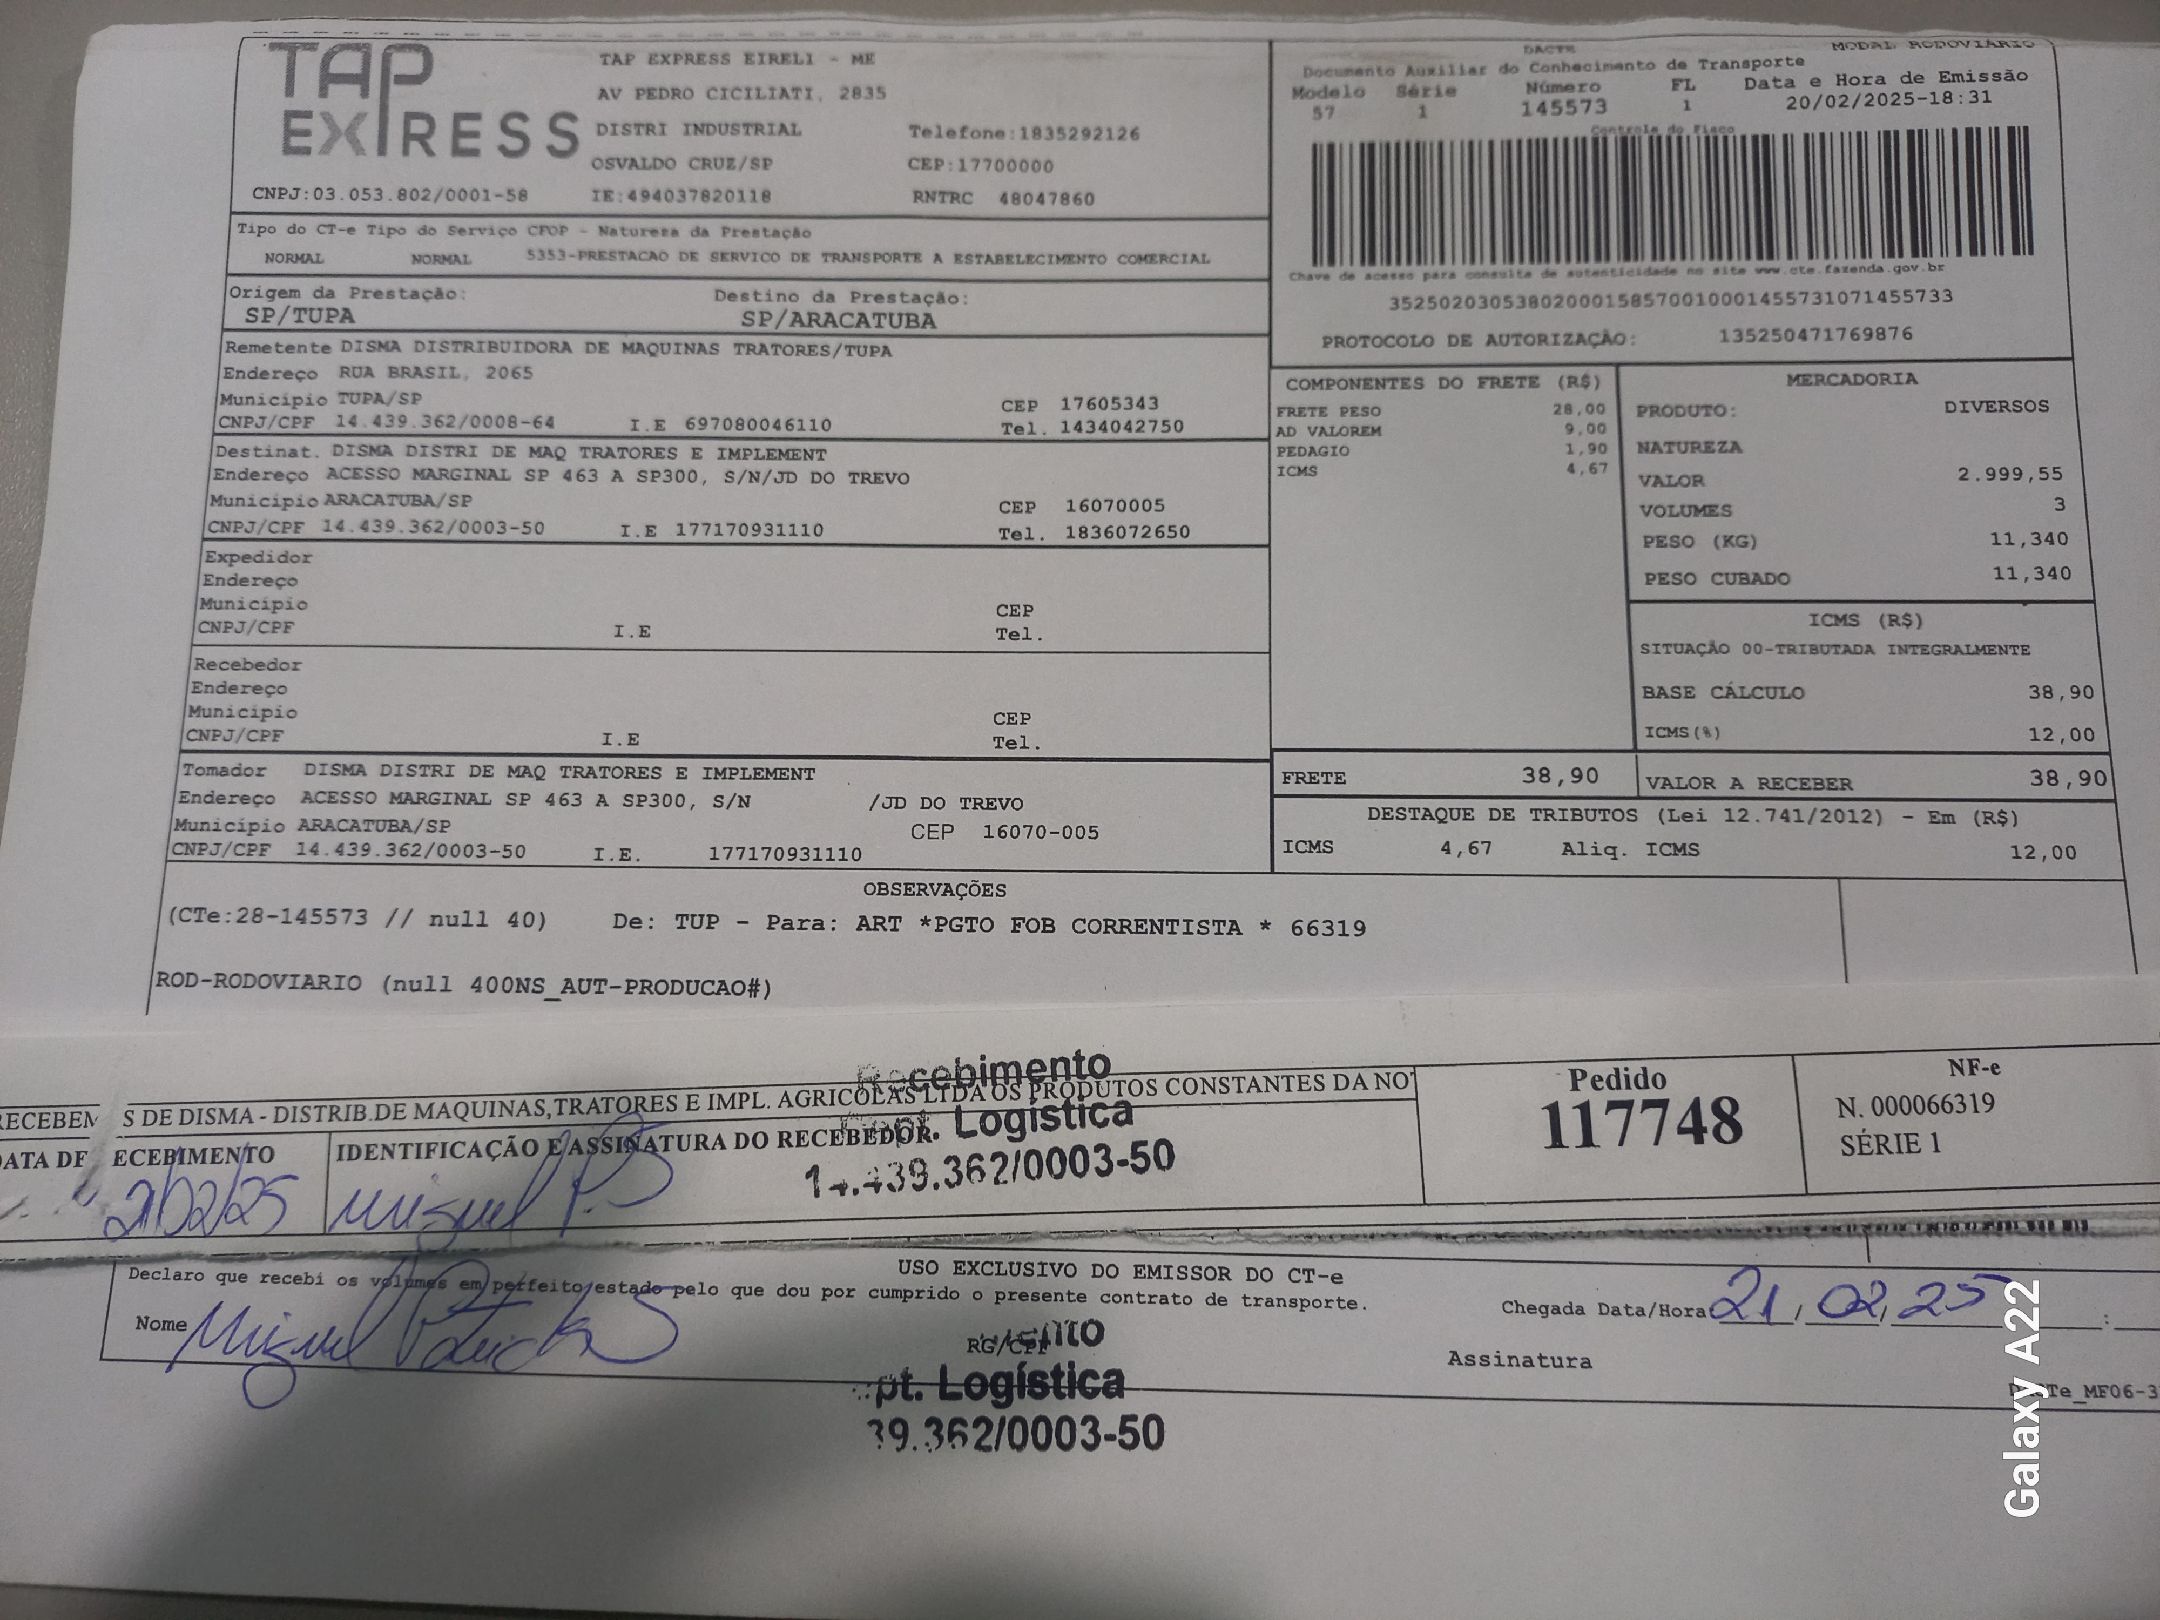 TAP EXPRESS
TAP EXPRESS EIRELI - ME
AV PEDRO CICILIATI, 2835
DISTRI INDUSTRIAL Telefone:1835292126
OSVALDO CRUZ/SP CEP:17700000
CNPJ:03.053.802/0001-58 IE:494037820118 RNTRC 48047860
DACTE MODAL RODOVIÁRIO
Documento Auxiliar do Conhecimento de Transporte
Modelo Série Número FL Data e Hora de Emissão
57 1 145573 1 20/02/2025-18:31
Controle do Fisco
Chave de acesso para consulta de autenticidade no site www.cte.fazenda.gov.br
35250203053802000158570010001455731071455733
PROTOCOLO DE AUTORIZAÇÃO: 135250471769876
Tipo do CT-e Tipo do Serviço CFOP - Natureza da Prestação
NORMAL NORMAL 5353-PRESTACAO DE SERVICO DE TRANSPORTE A ESTABELECIMENTO COMERCIAL
Origem da Prestação: Destino da Prestação:
SP/TUPA SP/ARACATUBA
Remetente DISMA DISTRIBUIDORA DE MAQUINAS TRATORES/TUPA
Endereço RUA BRASIL, 2065
Município TUPA/SP CEP 17605343
CNPJ/CPF 14.439.362/0008-64 I.E 697080046110 Tel. 1434042750
Destinat. DISMA DISTRI DE MAQ TRATORES E IMPLEMENT
Endereço ACESSO MARGINAL SP 463 A SP300, S/N/JD DO TREVO
Município ARACATUBA/SP CEP 16070005
CNPJ/CPF 14.439.362/0003-50 I.E 177170931110 Tel. 1836072650
Expedidor
Endereço
Município CEP
CNPJ/CPF I.E Tel.
Recebedor
Endereço
Município CEP
CNPJ/CPF I.E Tel.
Tomador DISMA DISTRI DE MAQ TRATORES E IMPLEMENT
Endereço ACESSO MARGINAL SP 463 A SP300, S/N /JD DO TREVO
Município ARACATUBA/SP CEP 16070-005
CNPJ/CPF 14.439.362/0003-50 I.E. 177170931110
COMPONENTES DO FRETE (R$)
FRETE PESO 28,00
AD VALOREM 9,00
PEDAGIO 1,90
ICMS 4,67
MERCADORIA
PRODUTO: DIVERSOS
NATUREZA
VALOR 2.999,55
VOLUMES 3
PESO (KG) 11,340
PESO CUBADO 11,340
ICMS (R$)
SITUAÇÃO 00-TRIBUTADA INTEGRALMENTE
BASE CÁLCULO 38,90
ICMS(%) 12,00
FRETE 38,90 VALOR A RECEBER 38,90
DESTAQUE DE TRIBUTOS (Lei 12.741/2012) - Em (R$)
ICMS 4,67 Aliq. ICMS 12,00
OBSERVAÇÕES
(CTe:28-145573 // null 40) De: TUP - Para: ART *PGTO FOB CORRENTISTA * 66319
ROD-RODOVIARIO (null 400NS_AUT-PRODUCAO#)
Recebimento
RECEBEM S DE DISMA - DISTRIB.DE MAQUINAS,TRATORES E IMPL. AGRICOLAS LTDA OS PRODUTOS CONSTANTES DA NO
Dept. Logística
DATA DE RECEBIMENTO IDENTIFICAÇÃO E ASSINATURA DO RECEBEDOR.
14.439.362/0003-50
21/02/25 Miguel P.S
Pedido
117748
NF-e
N. 000066319
SÉRIE 1
USO EXCLUSIVO DO EMISSOR DO CT-e
Declaro que recebi os volumes em perfeito estado pelo que dou por cumprido o presente contrato de transporte.
Chegada Data/Hora 21/02/25 :
Nome Miguel
RG/CPF
Assinatura
pt. Logística
39.362/0003-50
DACTe_MF06-3
Galaxy A22